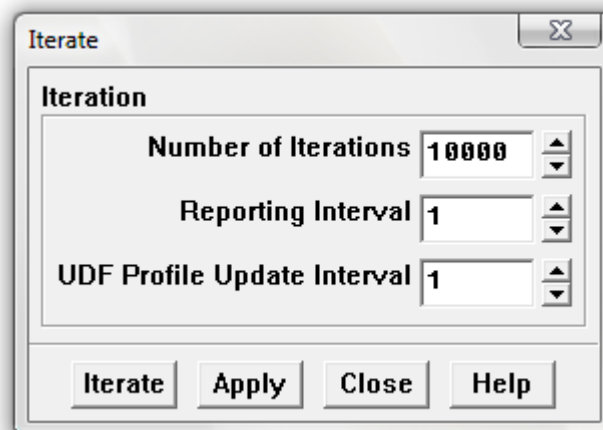 Iterate
Iteration
Number of Iterations 10000
Reporting Interval 1
UDF Profile Update Interval 1
Iterate Apply Close Help